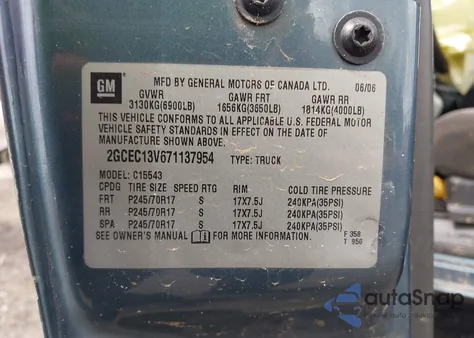 GM
MFD BY GENERAL MOTORS OF CANADA LTD. 06/06
GVWR GAWR FRT GAWR RR
3130KG(6900LB) 1656KG(3650LB) 1814KG(4000LB)
THIS VEHICLE CONFORMS TO ALL APPLICABLE U.S. FEDERAL MOTOR
VEHICLE SAFETY STANDARDS IN EFFECT ON THE DATE OF
MANUFACTURE SHOWN ABOVE.
2GCEC13V671137954 TYPE: TRUCK
MODEL: C15543
CPDG TIRE SIZE SPEED RTG RIM COLD TIRE PRESSURE
FRT P245/70R17 S 17X7.5J 240KPA(35PSI)
RR P245/70R17 S 17X7.5J 240KPA(35PSI)
SPA P245/70R17 S 17X7.5J 240KPA(35PSI)
SEE OWNER'S MANUAL FOR MORE INFORMATION.
F 358
T 950
autoSnap